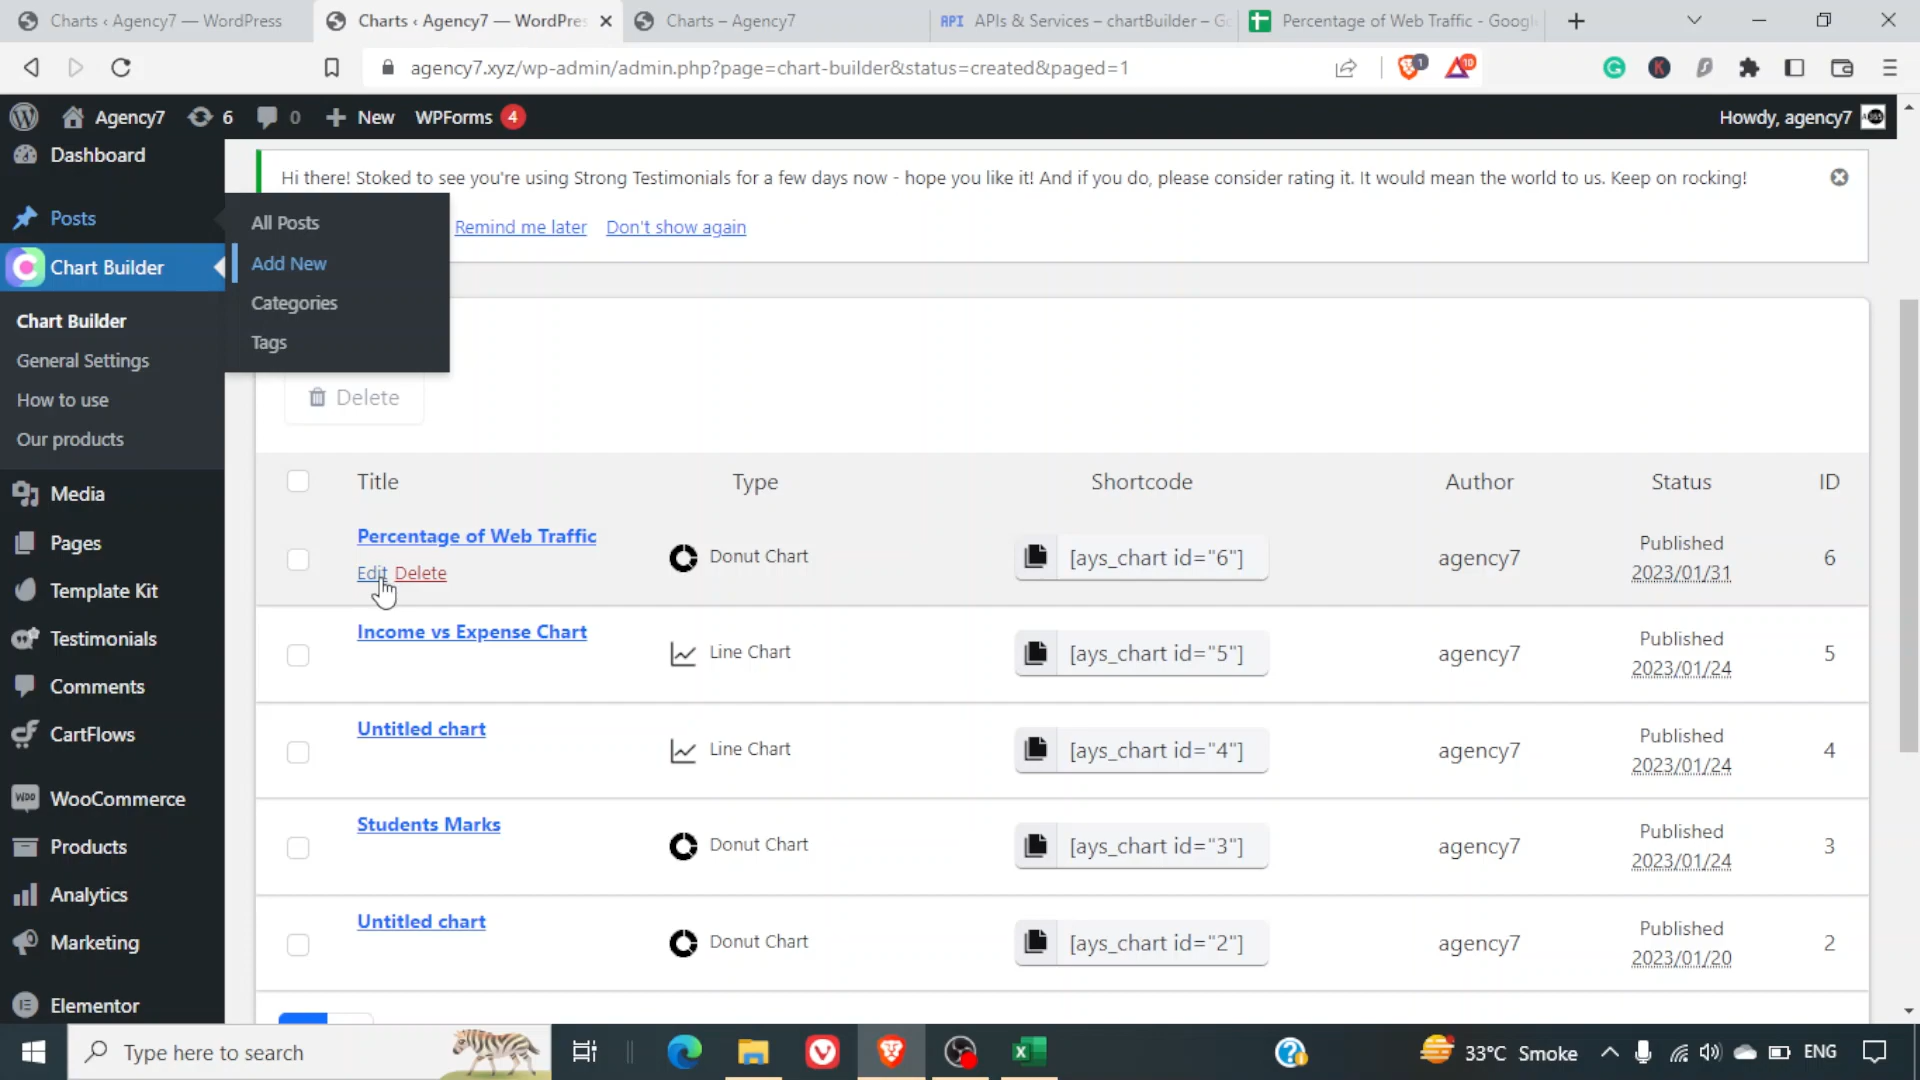 Charts ‹ Agency7 — WordPress
Charts ‹ Agency7 — WordPres
Charts – Agency7
API APIs & Services – chartBuilder – Go
Percentage of Web Traffic - Googl
agency7.xyz/wp-admin/admin.php?page=chart-builder&status=created&paged=1
1
10
Agency7
6
0
New
WPForms 4
Howdy, agency7
Dashboard
Posts
Chart Builder
Chart Builder
General Settings
How to use
Our products
Media
Pages
Template Kit
Testimonials
Comments
CartFlows
WooCommerce
Products
Analytics
Marketing
Elementor
All Posts
Add New
Categories
Tags
Hi there! Stoked to see you're using Strong Testimonials for a few days now - hope you like it! And if you do, please consider rating it. It would mean the world to us. Keep on rocking!
Remind me later Don't show again
Delete
Title Type Shortcode Author Status ID
Percentage of Web Traffic
Edit Delete
Donut Chart
[ays_chart id="6"]
agency7
Published
2023/01/31
6
Income vs Expense Chart
Line Chart
[ays_chart id="5"]
agency7
Published
2023/01/24
5
Untitled chart
Line Chart
[ays_chart id="4"]
agency7
Published
2023/01/24
4
Students Marks
Donut Chart
[ays_chart id="3"]
agency7
Published
2023/01/24
3
Untitled chart
Donut Chart
[ays_chart id="2"]
agency7
Published
2023/01/20
2
Type here to search
33°C Smoke
ENG